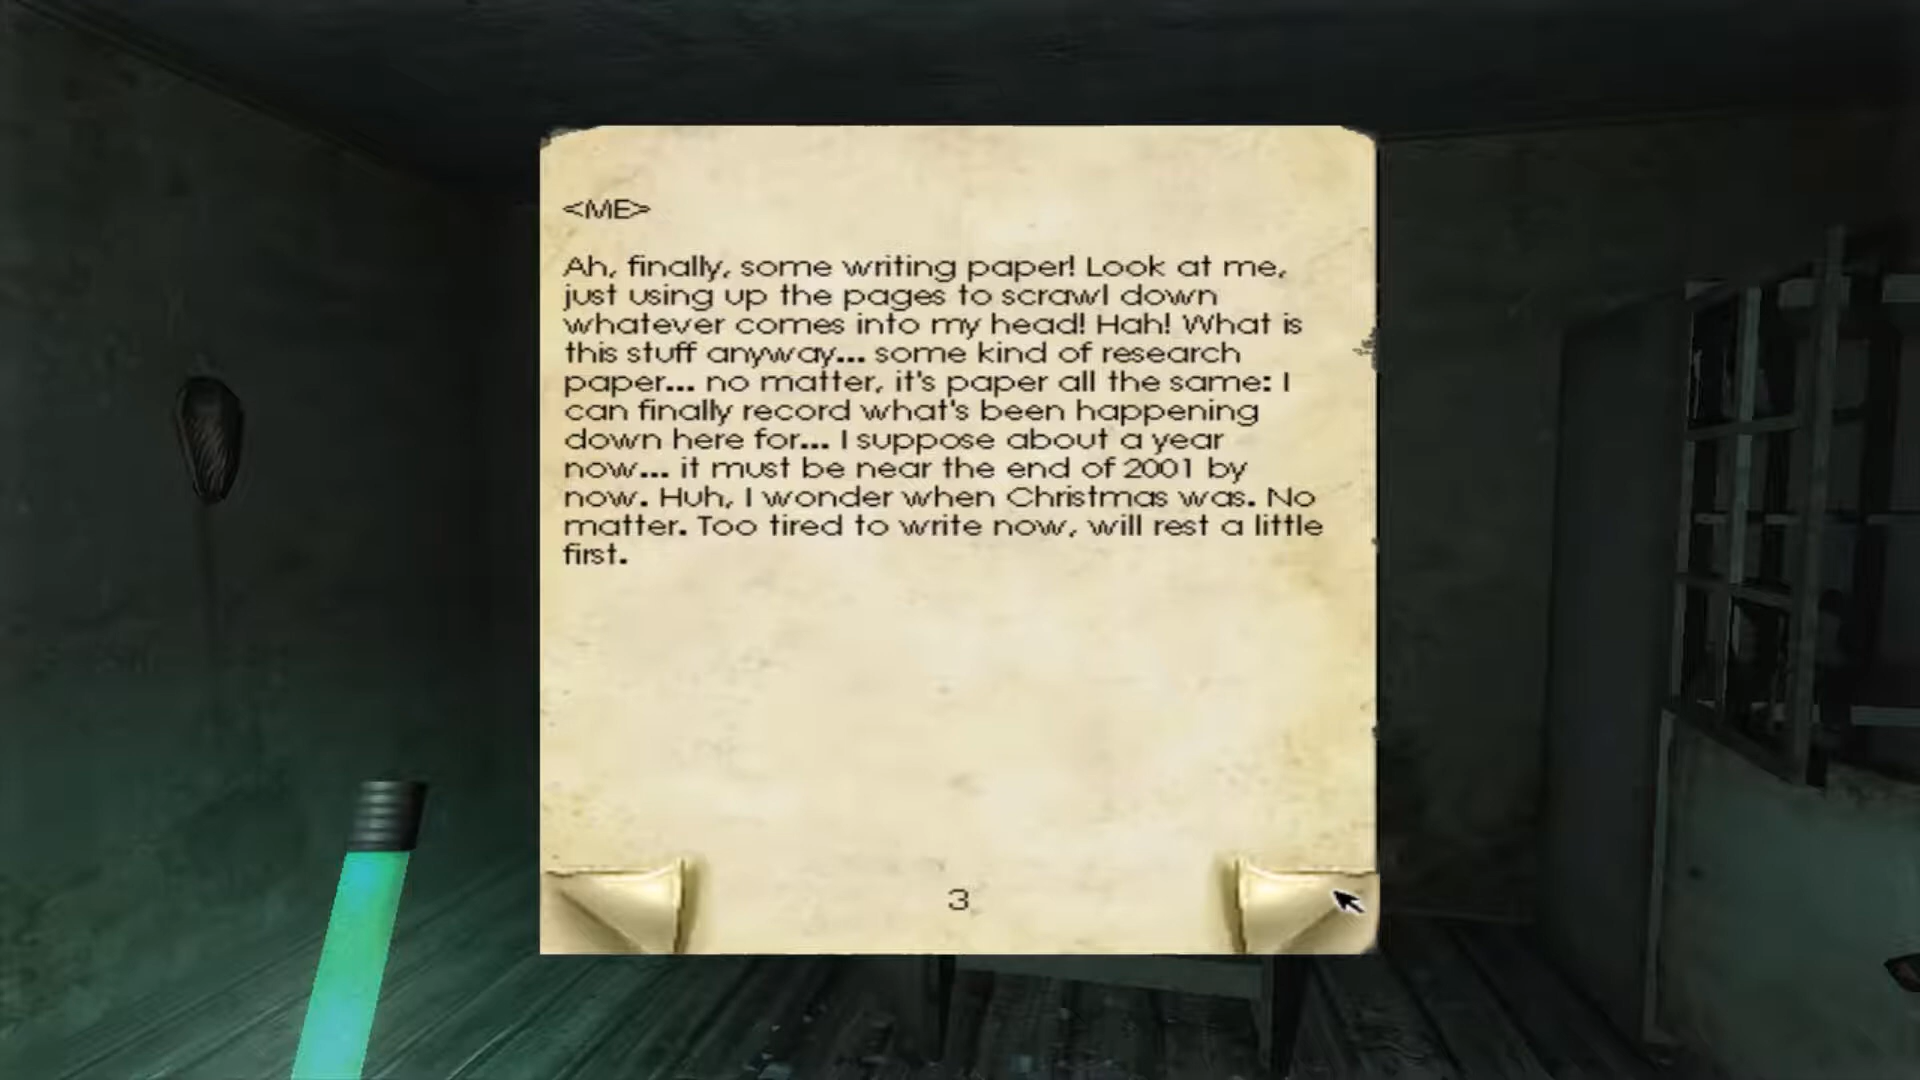 <ME>
Ah, finally, some writing paper! Look at me,
just using up the pages to scrawl down
whatever comes into my head! Hah! What is
this stuff anyway... some kind of research
paper... no matter, it's paper all the same: I
can finally record what's been happening
down here for... I suppose about a year
now... it must be near the end of 2001 by
now. Huh, I wonder when Christmas was. No
matter. Too tired to write now, will rest a little
first.
3